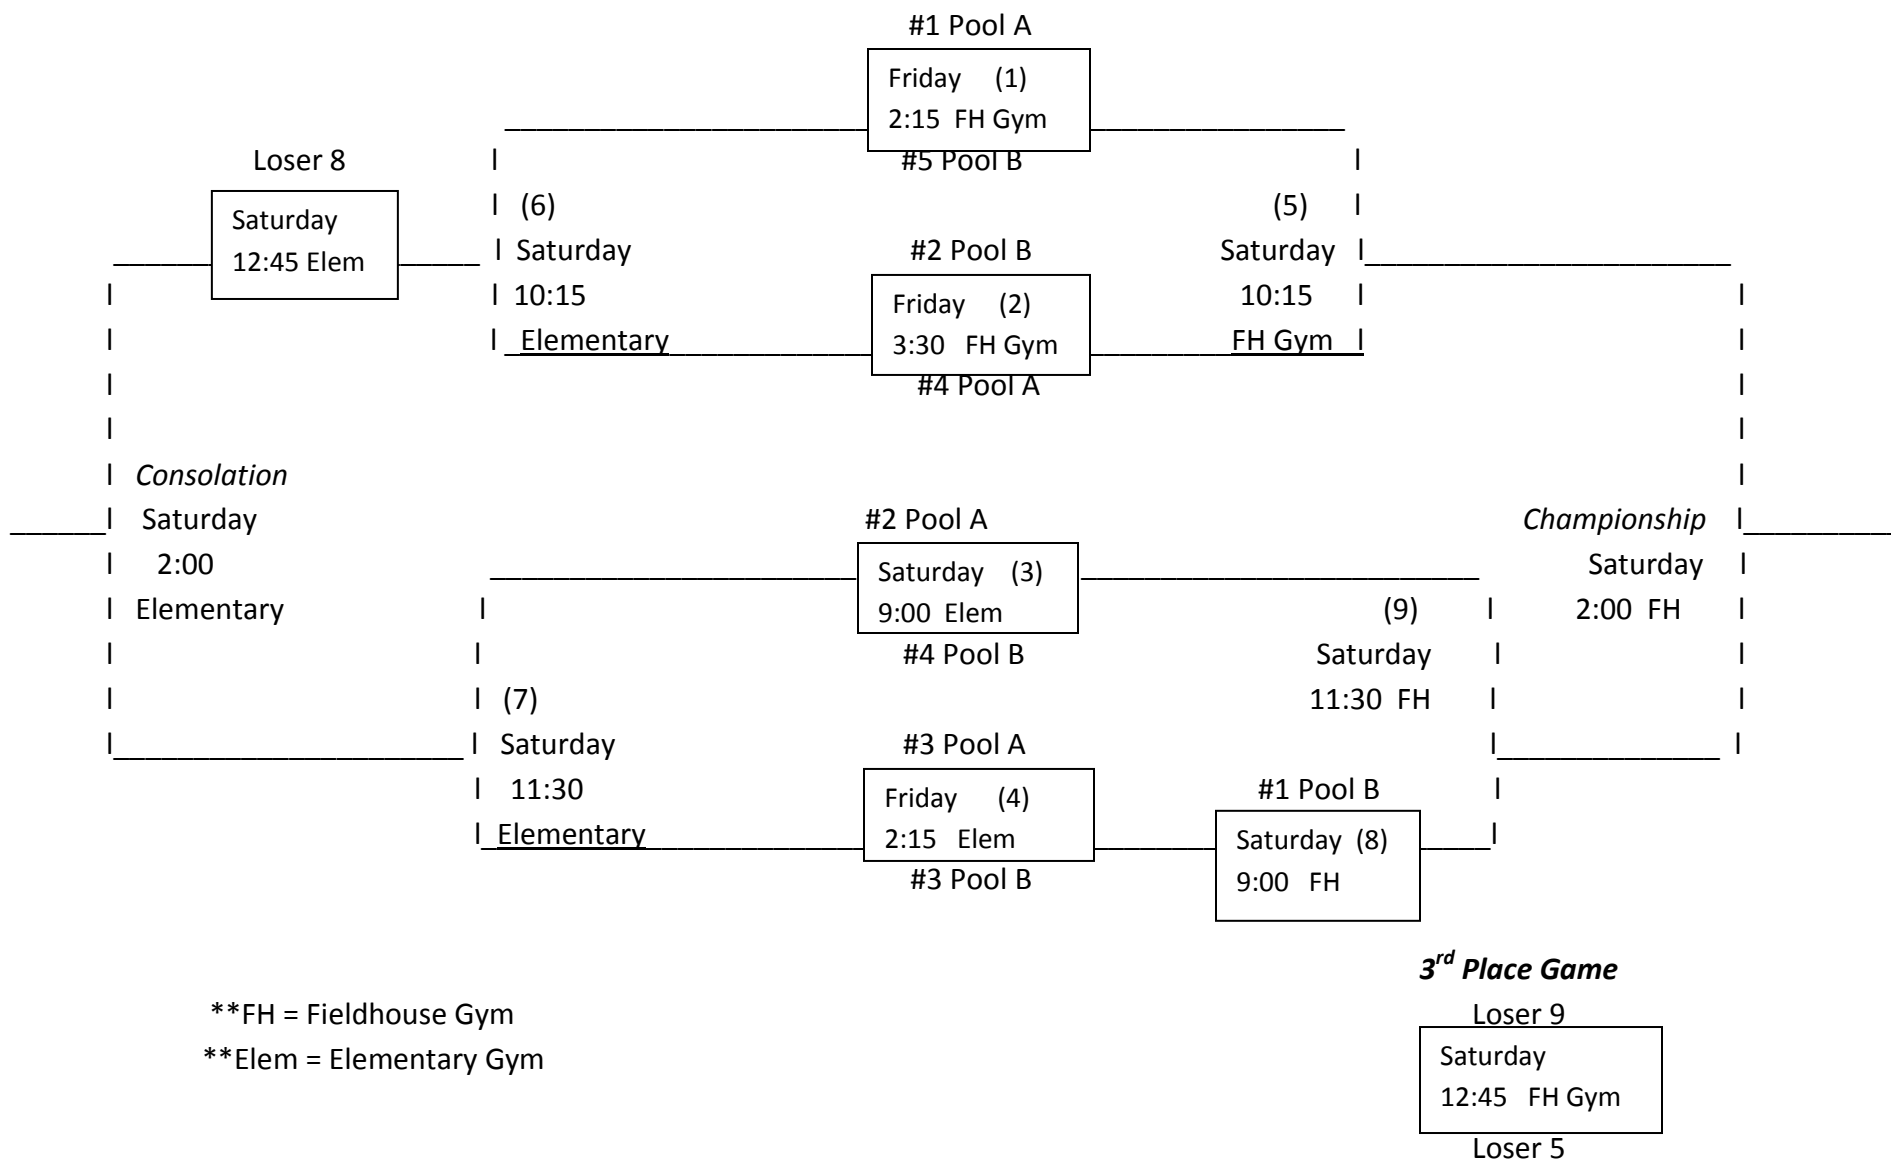 #1 Pool A
Friday (1)
2:15 FH Gym
#5 Pool B
Loser 8
Saturday
12:45 Elem
(6)
Saturday
10:15
Elementary
#2 Pool B
Friday (2)
3:30 FH Gym
#4 Pool A
(5)
Saturday
10:15
FH Gym
Consolation
Saturday
2:00
Elementary
#2 Pool A
Saturday (3)
9:00 Elem
#4 Pool B
Championship
Saturday
2:00 FH
(9)
Saturday
11:30 FH
(7)
Saturday
11:30
Elementary
#3 Pool A
Friday (4)
2:15 Elem
#3 Pool B
#1 Pool B
Saturday (8)
9:00 FH
3rd Place Game
Loser 9
Saturday
12:45 FH Gym
Loser 5
**FH = Fieldhouse Gym
**Elem = Elementary Gym